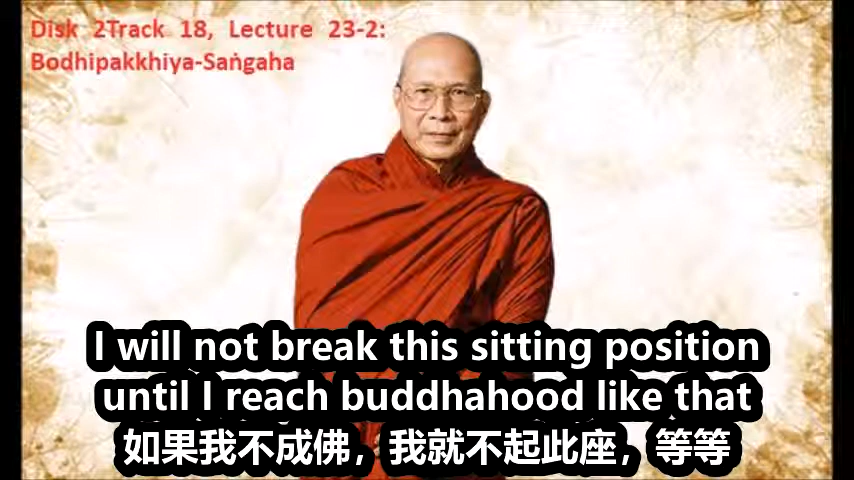 Disk 2Track 18, Lecture 23-2:
Bodhipakkhiya-Saṅgaha
I will not break this sitting position
until I reach buddhahood like that
如果我不成佛，我就不起此座，等等